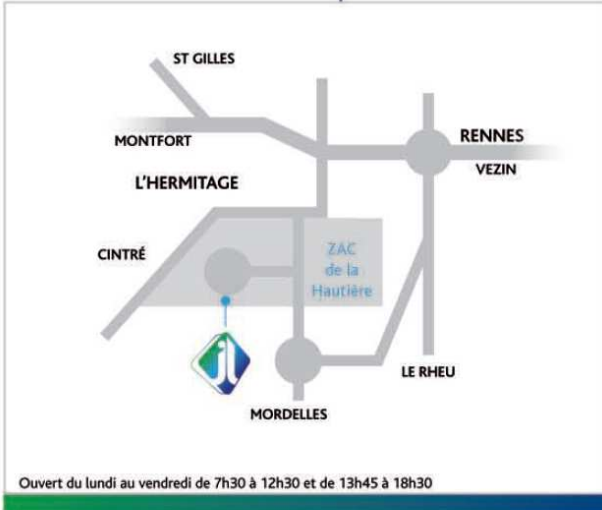 ST GILLES
MONTFORT
RENNES
VEZIN
L'HERMITAGE
CINTRÉ
ZAC
de la
Hautière
jl
LE RHEU
MORDELLES
Ouvert du lundi au vendredi de 7h30 à 12h30 et de 13h45 à 18h30